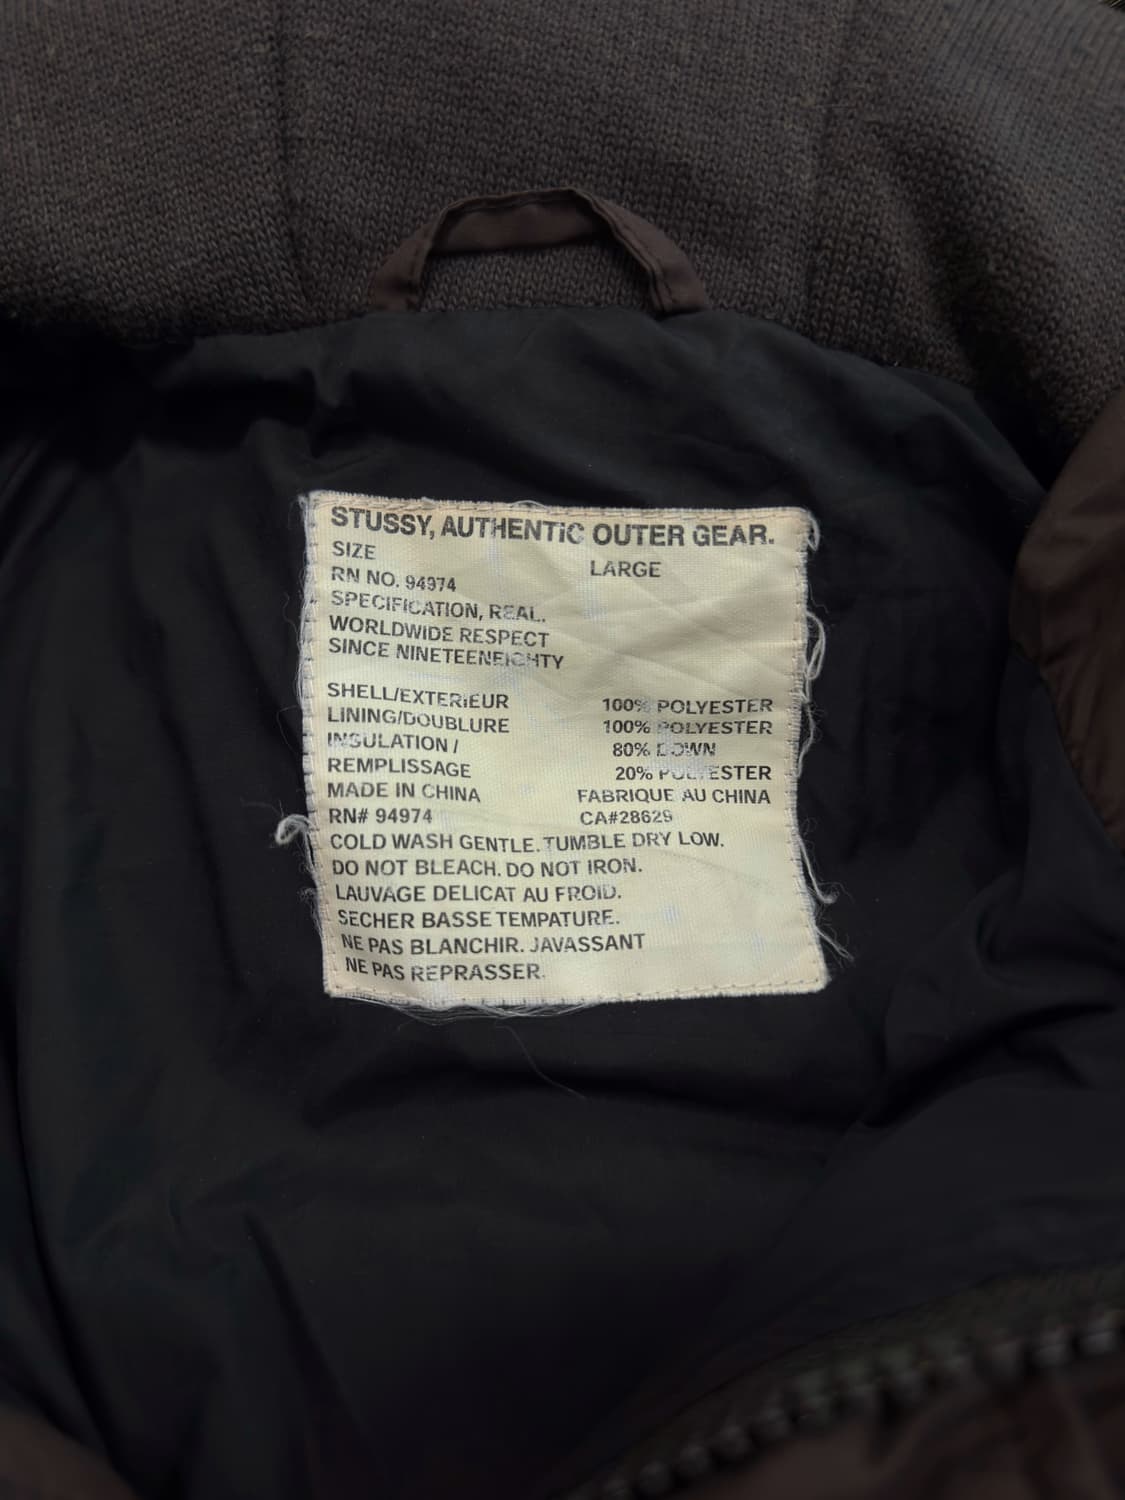 STUSSY, AUTHENTIC OUTER GEAR.
SIZE LARGE
RN NO. 94974
SPECIFICATION, REAL.
WORLDWIDE RESPECT
SINCE NINETEENEIGHTY
SHELL/EXTERIEUR 100% POLYESTER
LINING/DOUBLURE 100% POLYESTER
INSULATION / 80% DOWN
REMPLISSAGE 20% POLYESTER
MADE IN CHINA FABRIQUE AU CHINA
RN# 94974 CA#28629
COLD WASH GENTLE. TUMBLE DRY LOW.
DO NOT BLEACH. DO NOT IRON.
LAUVAGE DELICAT AU FROID.
SECHER BASSE TEMPATURE.
NE PAS BLANCHIR. JAVASSANT
NE PAS REPRASSER.